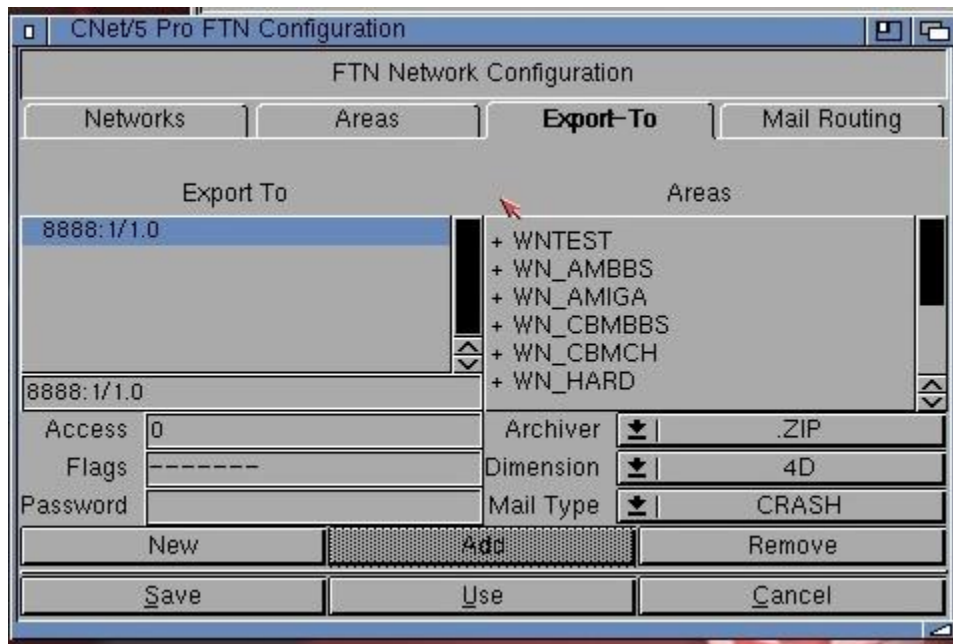 CNet/5 Pro FTN Configuration
FTN Network Configuration
Networks Areas Export-To Mail Routing
Export To Areas
8888:1/1.0
+ WNTEST
+ WN_AMBBS
+ WN_AMIGA
+ WN_CBMBBS
+ WN_CBMCH
+ WN_HARD
8888:1/1.0
Access 0 Archiver .ZIP
Flags ------- Dimension 4D
Password Mail Type CRASH
New Add Remove
Save Use Cancel